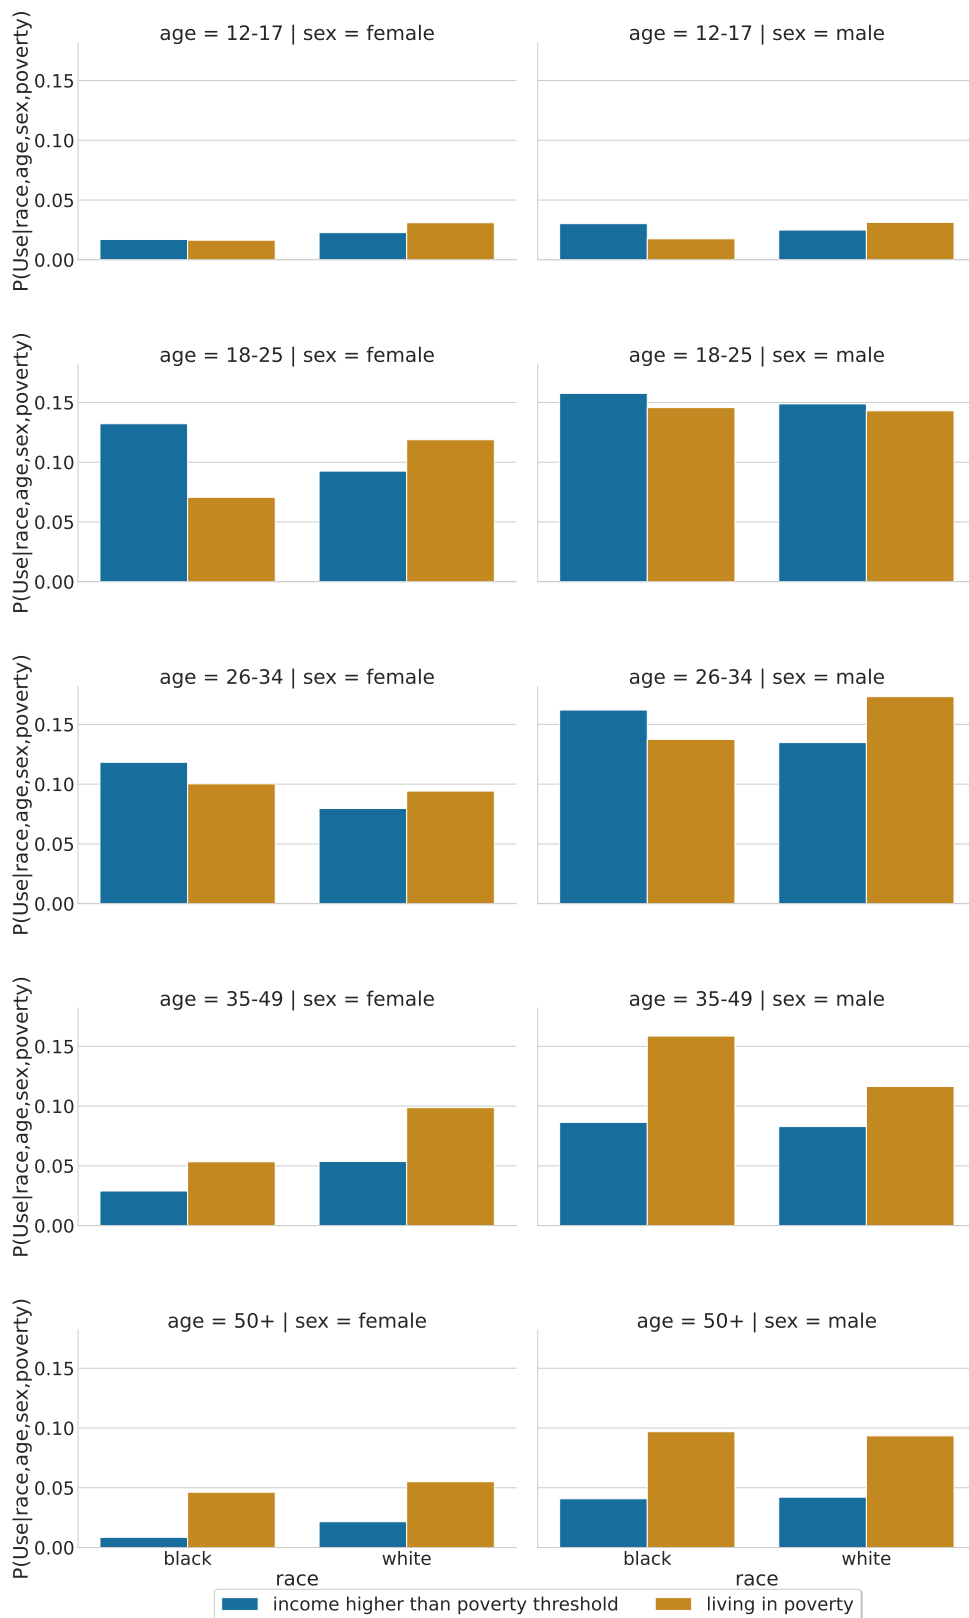 age = 12-17 | sex = female
age = 12-17 | sex = male
P(Use|race,age,sex,poverty)
0.15
0.10
0.05
0.00
age = 18-25 | sex = female
age = 18-25 | sex = male
P(Use|race,age,sex,poverty)
0.15
0.10
0.05
0.00
age = 26-34 | sex = female
age = 26-34 | sex = male
P(Use|race,age,sex,poverty)
0.15
0.10
0.05
0.00
age = 35-49 | sex = female
age = 35-49 | sex = male
P(Use|race,age,sex,poverty)
0.15
0.10
0.05
0.00
age = 50+ | sex = female
age = 50+ | sex = male
P(Use|race,age,sex,poverty)
0.15
0.10
0.05
0.00
black white
black white
race
race
income higher than poverty threshold
living in poverty